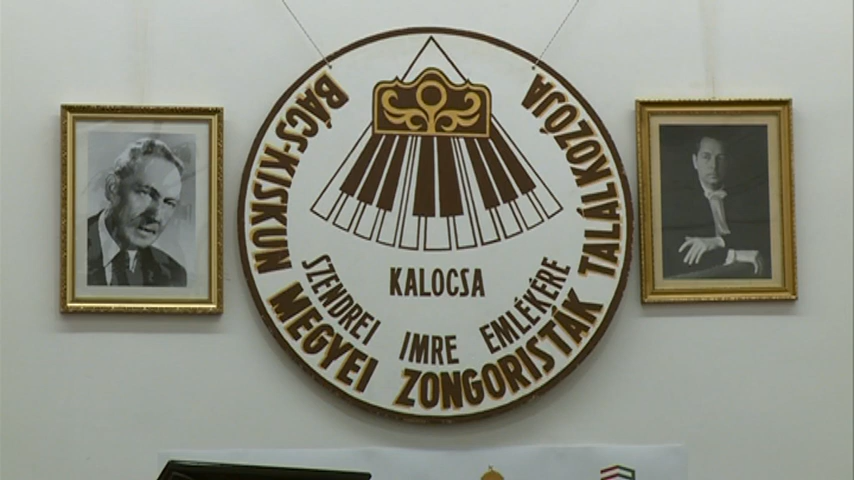 BÁCS-KISKUN MEGYEI ZONGORISTÁK TALÁLKOZÓJA
KALOCSA
SZENDREI IMRE EMLÉKÉRE